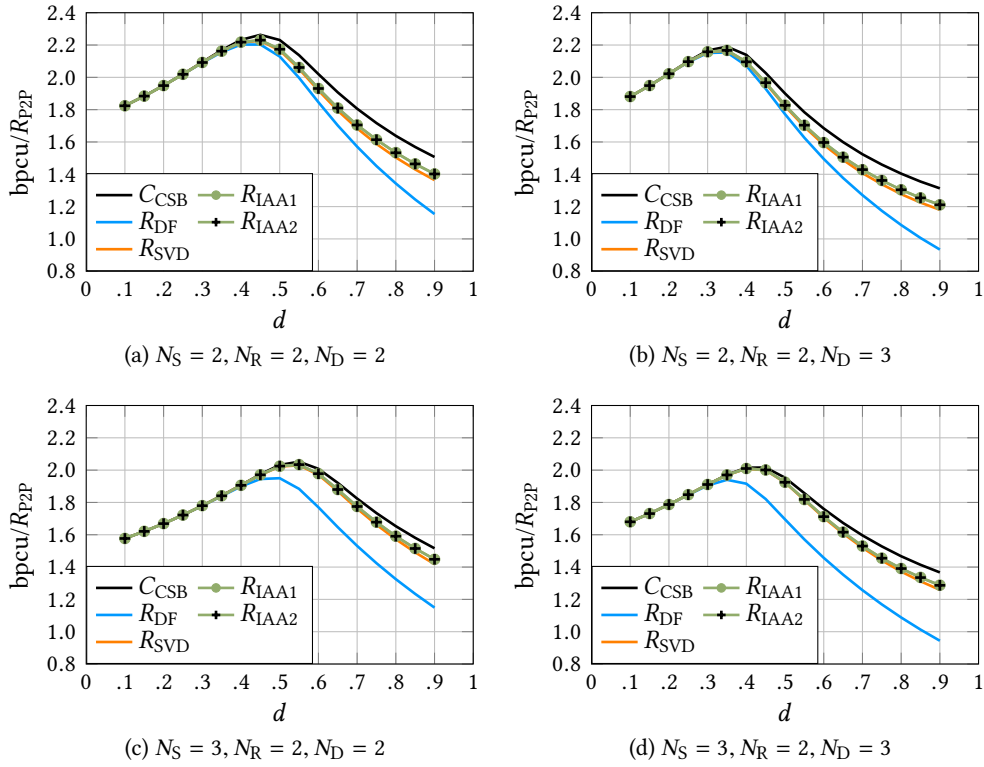 2.4
2.2
2.0
1.8
1.6
1.4
1.2
1.0
0.8
bpcu/R_P2P
C_CSB
R_IAA1
R_DF
R_IAA2
R_SVD
0 .1 .2 .3 .4 .5 .6 .7 .8 .9 1
d
(a) N_S = 2, N_R = 2, N_D = 2
2.4
2.2
2.0
1.8
1.6
1.4
1.2
1.0
0.8
bpcu/R_P2P
C_CSB
R_IAA1
R_DF
R_IAA2
R_SVD
0 .1 .2 .3 .4 .5 .6 .7 .8 .9 1
d
(b) N_S = 2, N_R = 2, N_D = 3
2.4
2.2
2.0
1.8
1.6
1.4
1.2
1.0
0.8
bpcu/R_P2P
C_CSB
R_IAA1
R_DF
R_IAA2
R_SVD
0 .1 .2 .3 .4 .5 .6 .7 .8 .9 1
d
(c) N_S = 3, N_R = 2, N_D = 2
2.4
2.2
2.0
1.8
1.6
1.4
1.2
1.0
0.8
bpcu/R_P2P
C_CSB
R_IAA1
R_DF
R_IAA2
R_SVD
0 .1 .2 .3 .4 .5 .6 .7 .8 .9 1
d
(d) N_S = 3, N_R = 2, N_D = 3